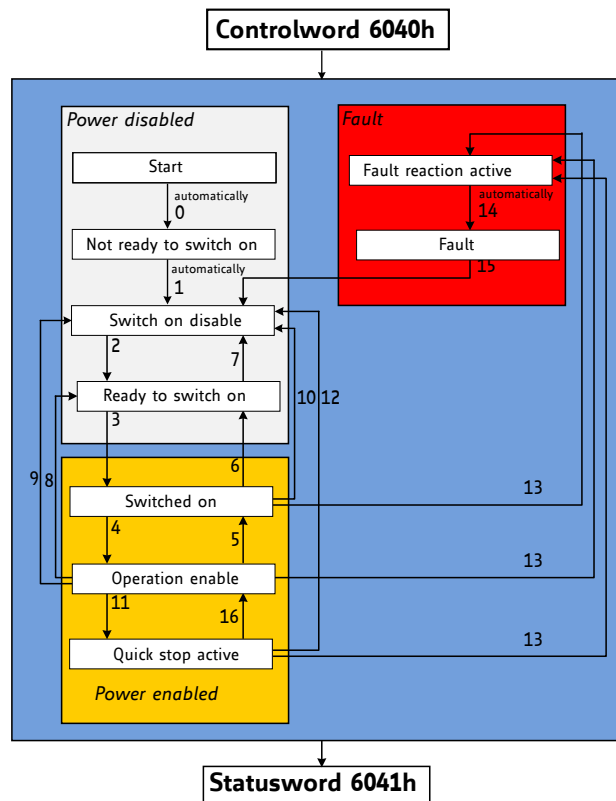 Controlword 6040h
Power disabled
Fault
Start
Fault reaction active
automatically
0
automatically
14
Not ready to switch on
Fault
automatically
1
15
Switch on disable
2
7
Ready to switch on
10
12
3
9
8
6
Switched on
13
4
5
Operation enable
13
11
16
Quick stop active
13
Power enabled
Statusword 6041h